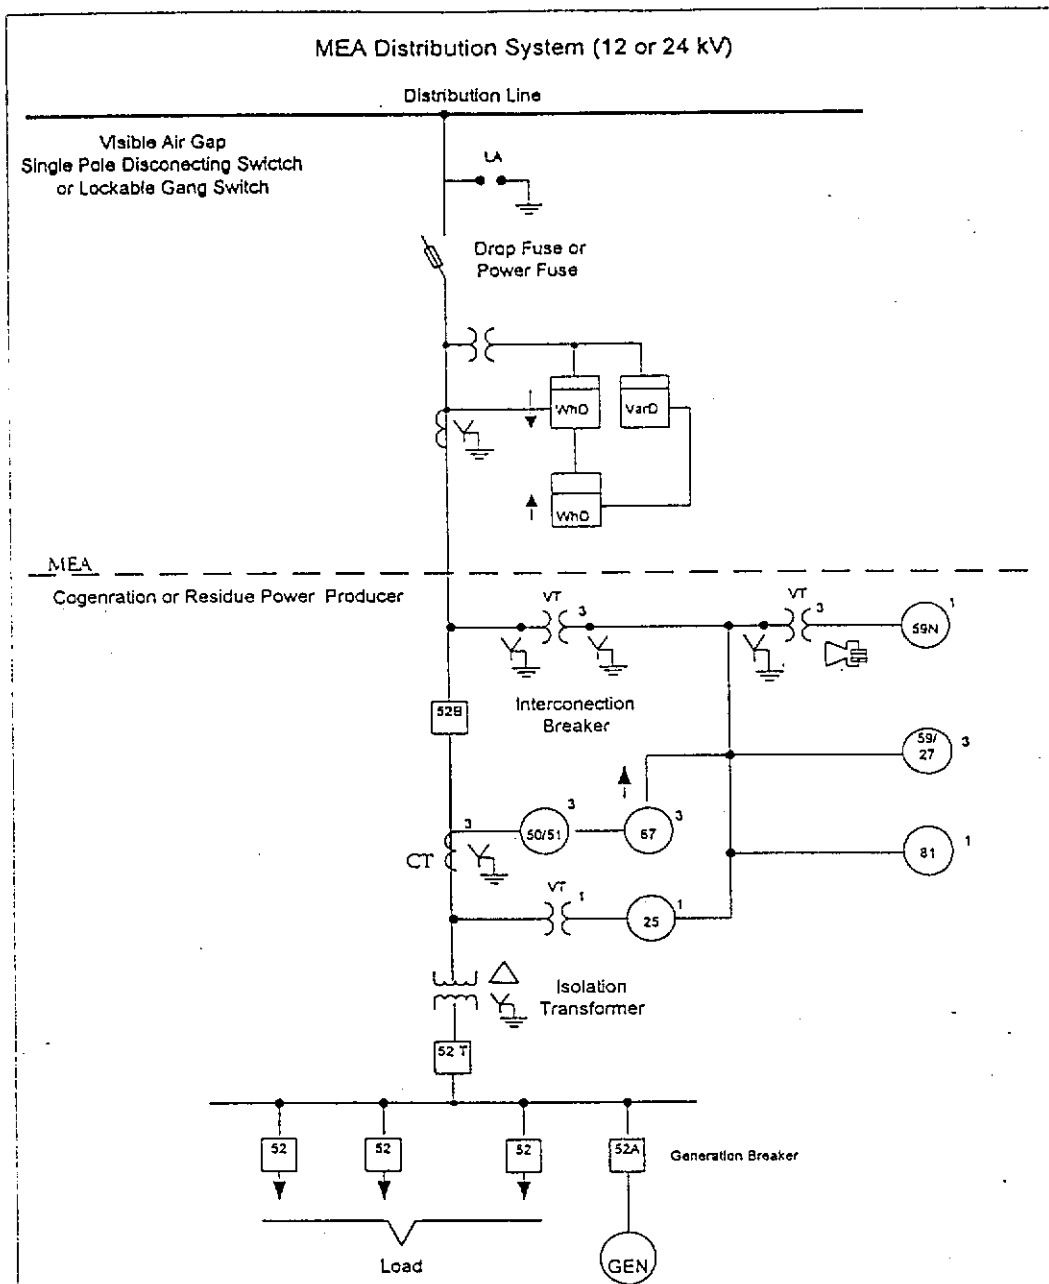 MEA Distribution System (12 or 24 kV)
Distribution Line
Visible Air Gap
Single Pole Disconecting Swictch
or Lockable Gang Switch
LA
Drop Fuse or
Power Fuse
WhD
VarD
WhD
MEA
Cogenration or Residue Power Producer
VT
3
VT
3
59N
1
52B
Interconection
Breaker
59/
27
3
3
50/51
3
67
3
CT
81
1
VT
1
25
1
Isolation
Transformer
52 T
52
52
52
52A
Generation Breaker
Load
GEN